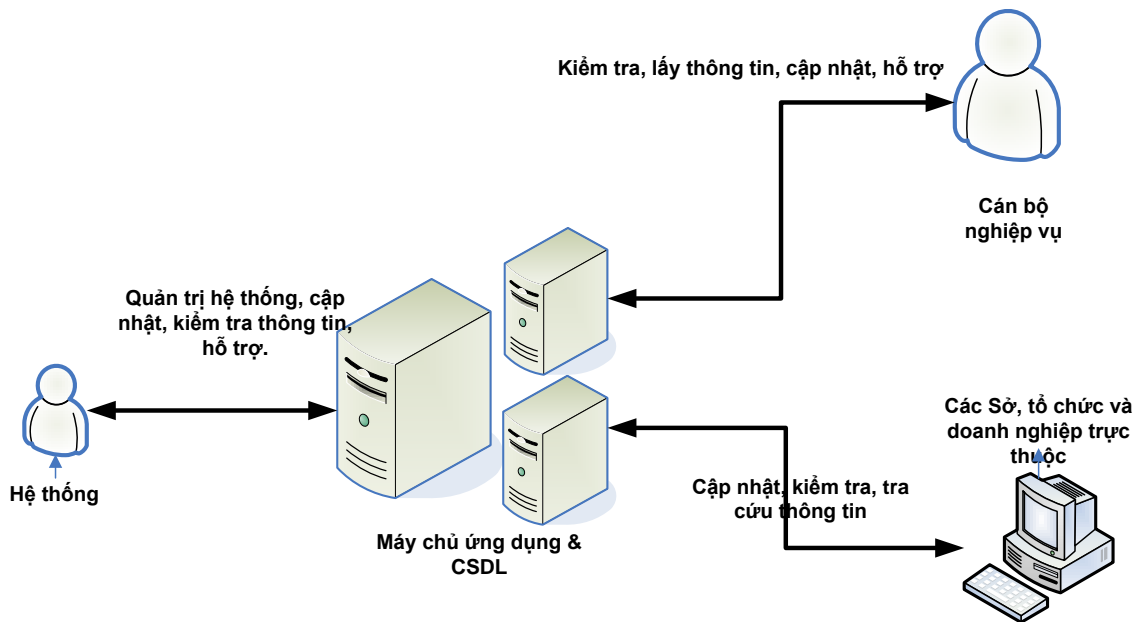 Kiểm tra, lấy thông tin, cập nhật, hỗ trợ
Cán bộ
nghiệp vụ
Quản trị hệ thống, cập
nhật, kiểm tra thông tin,
hỗ trợ.
Hệ thống
Máy chủ ứng dụng &
CSDL
Các Sở, tổ chức và
doanh nghiệp trực
thuộc
Cập nhật, kiểm tra, tra
cứu thông tin